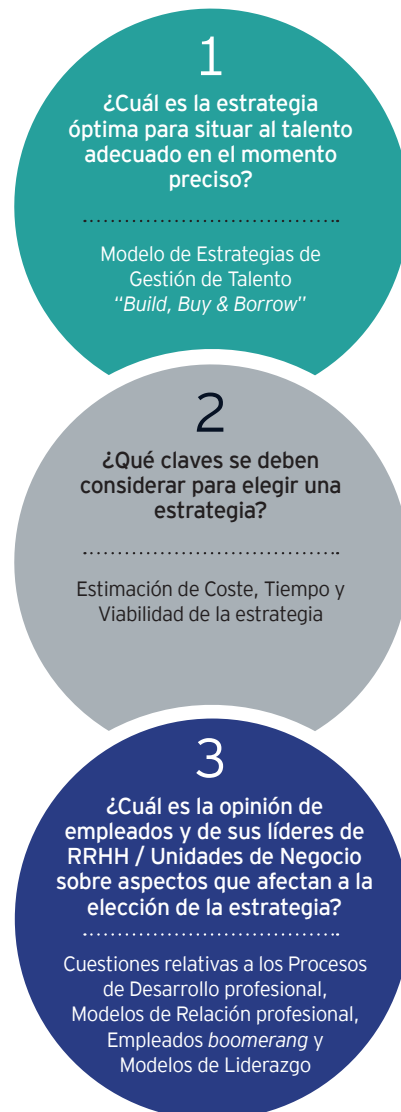 1
¿Cuál es la estrategia
óptima para situar al talento
adecuado en el momento
preciso?
Modelo de Estrategias de
Gestión de Talento
“Build, Buy & Borrow”
2
¿Qué claves se deben
considerar para elegir una
estrategia?
Estimación de Coste, Tiempo y
Viabilidad de la estrategia
3
¿Cuál es la opinión de
empleados y de sus líderes de
RRHH / Unidades de Negocio
sobre aspectos que afectan a la
elección de la estrategia?
Cuestiones relativas a los Procesos
de Desarrollo profesional,
Modelos de Relación profesional,
Empleados boomerang y
Modelos de Liderazgo